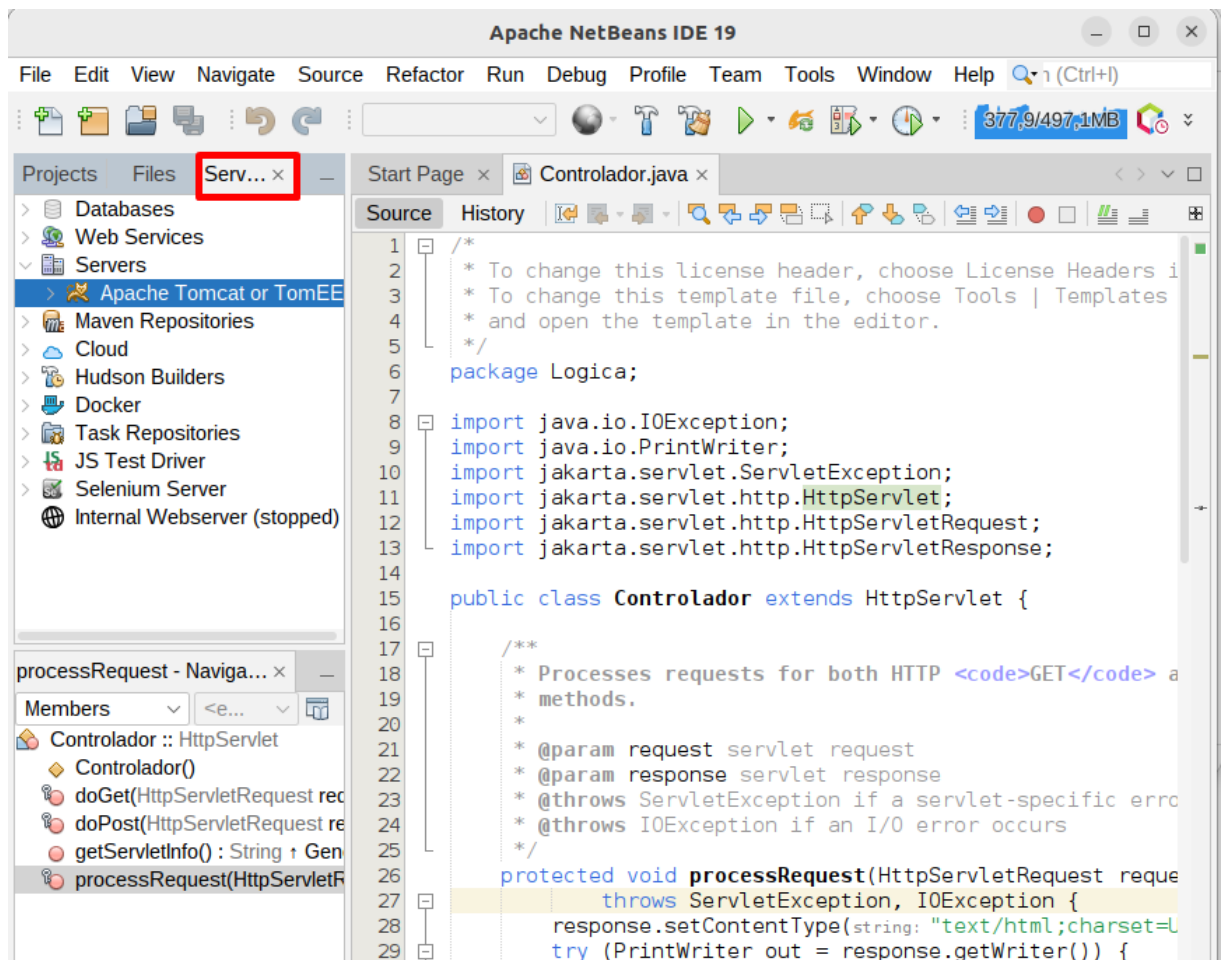 Apache NetBeans IDE 19
File Edit View Navigate Source Refactor Run Debug Profile Team Tools Window Help (Ctrl+I)
377,9/497,1MB
Projects Files Serv...
Databases
Web Services
Servers
Apache Tomcat or TomEE
Maven Repositories
Cloud
Hudson Builders
Docker
Task Repositories
JS Test Driver
Selenium Server
Internal Webserver (stopped)
processRequest - Naviga...
Members <e...
Controlador :: HttpServlet
Controlador()
doGet(HttpServletRequest req
doPost(HttpServletRequest re
getServletInfo() : String ↑ Gen
processRequest(HttpServletR
Start Page Controlador.java
Source History
1 /*
2 * To change this license header, choose License Headers i
3 * To change this template file, choose Tools | Templates
4 * and open the template in the editor.
5 */
6 package Logica;
7
8 import java.io.IOException;
9 import java.io.PrintWriter;
10 import jakarta.servlet.ServletException;
11 import jakarta.servlet.http.HttpServlet;
12 import jakarta.servlet.http.HttpServletRequest;
13 import jakarta.servlet.http.HttpServletResponse;
14
15 public class Controlador extends HttpServlet {
16
17 /**
18 * Processes requests for both HTTP <code>GET</code> a
19 * methods.
20 *
21 * @param request servlet request
22 * @param response servlet response
23 * @throws ServletException if a servlet-specific erro
24 * @throws IOException if an I/O error occurs
25 */
26 protected void processRequest(HttpServletRequest reque
27 throws ServletException, IOException {
28 response.setContentType(string: "text/html;charset=U
29 try (PrintWriter out = response.getWriter()) {